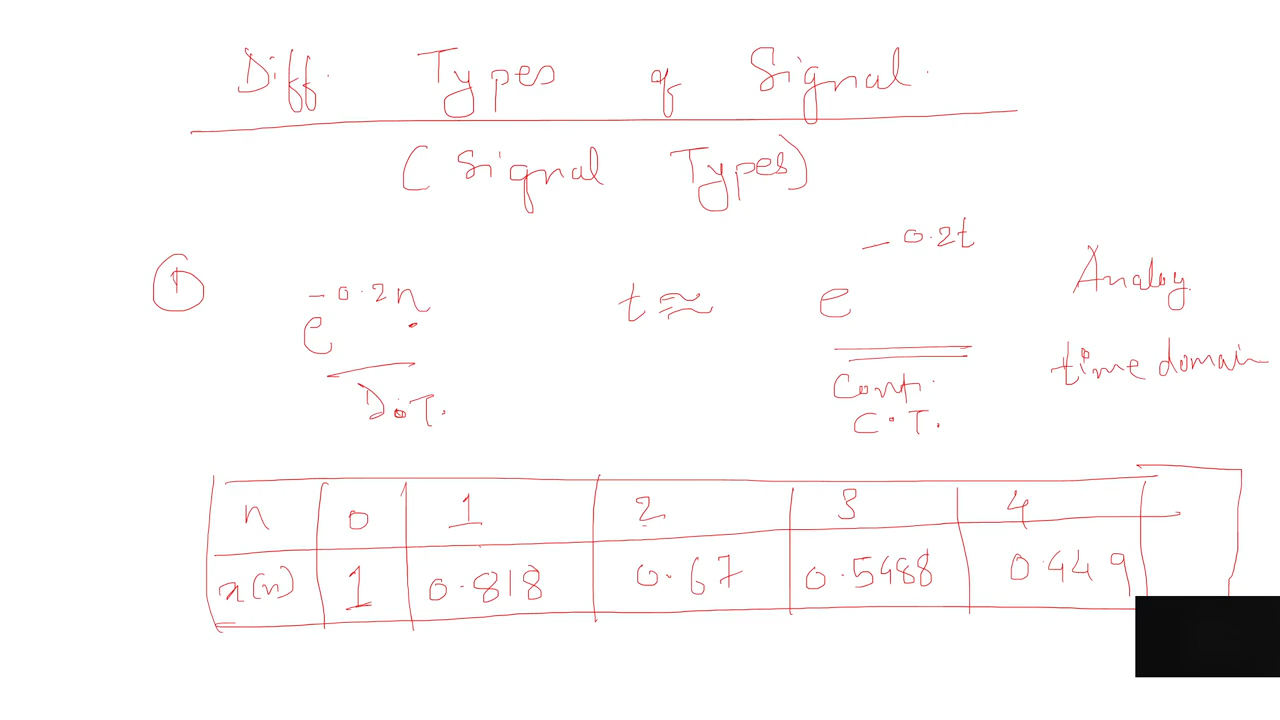 Diff. Types of Signal.
(Signal Types)
① e^-0.2n t ≈ e^-0.2t Analog
D.T. Cont. time domain
C.T.
n 0 1 2 3 4
x(n) 1 0.818 0.67 0.5488 0.449